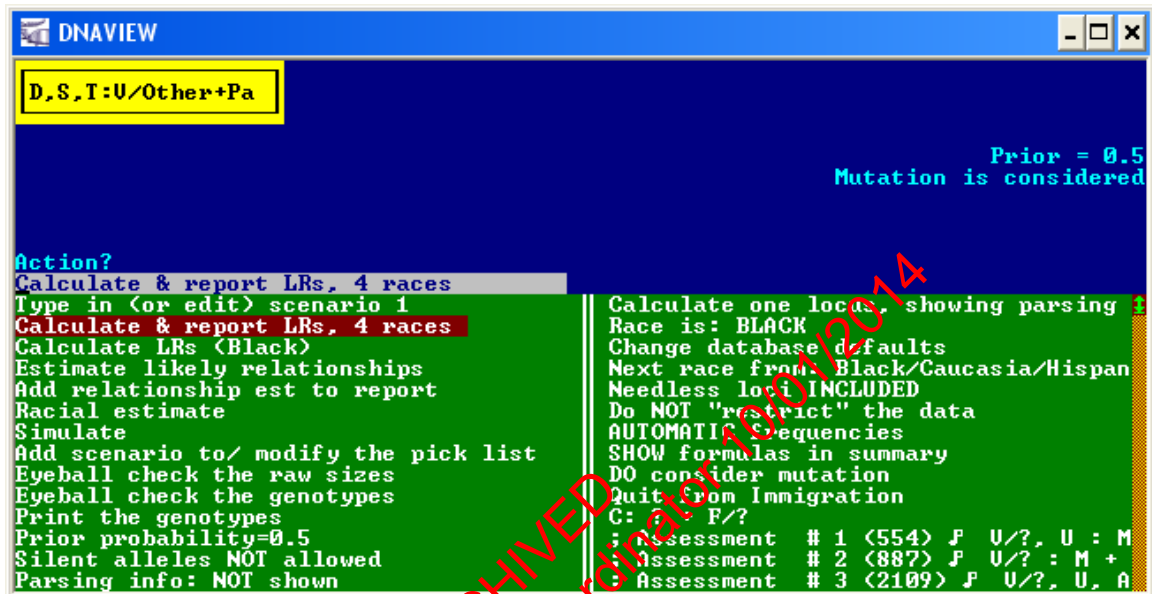 DNAVIEW
D,S,T:V/Other+Pa
Prior = 0.5
Mutation is considered
Action?
Calculate & report LRs, 4 races
Type in (or edit) scenario 1
Calculate & report LRs, 4 races
Calculate LRs (Black)
Estimate likely relationships
Add relationship est to report
Racial estimate
Simulate
Add scenario to/ modify the pick list
Eyeball check the raw sizes
Eyeball check the genotypes
Print the genotypes
Prior probability=0.5
Silent alleles NOT allowed
Parsing info: NOT shown
Calculate one locus, showing parsing
Race is: BLACK
Change database defaults
Next race from: Black/Caucasia/Hispan
Needless loci INCLUDED
Do NOT "restrict" the data
AUTOMATIC frequencies
SHOW formulas in summary
DO consider mutation
Quit from Immigration
C: F/?
; Assessment # 1 (554) V/?, U : M
; Assessment # 2 (887) V/? : M +
; Assessment # 3 (2109) V/?, U, A
CHIVED
dinator 10/01/2014